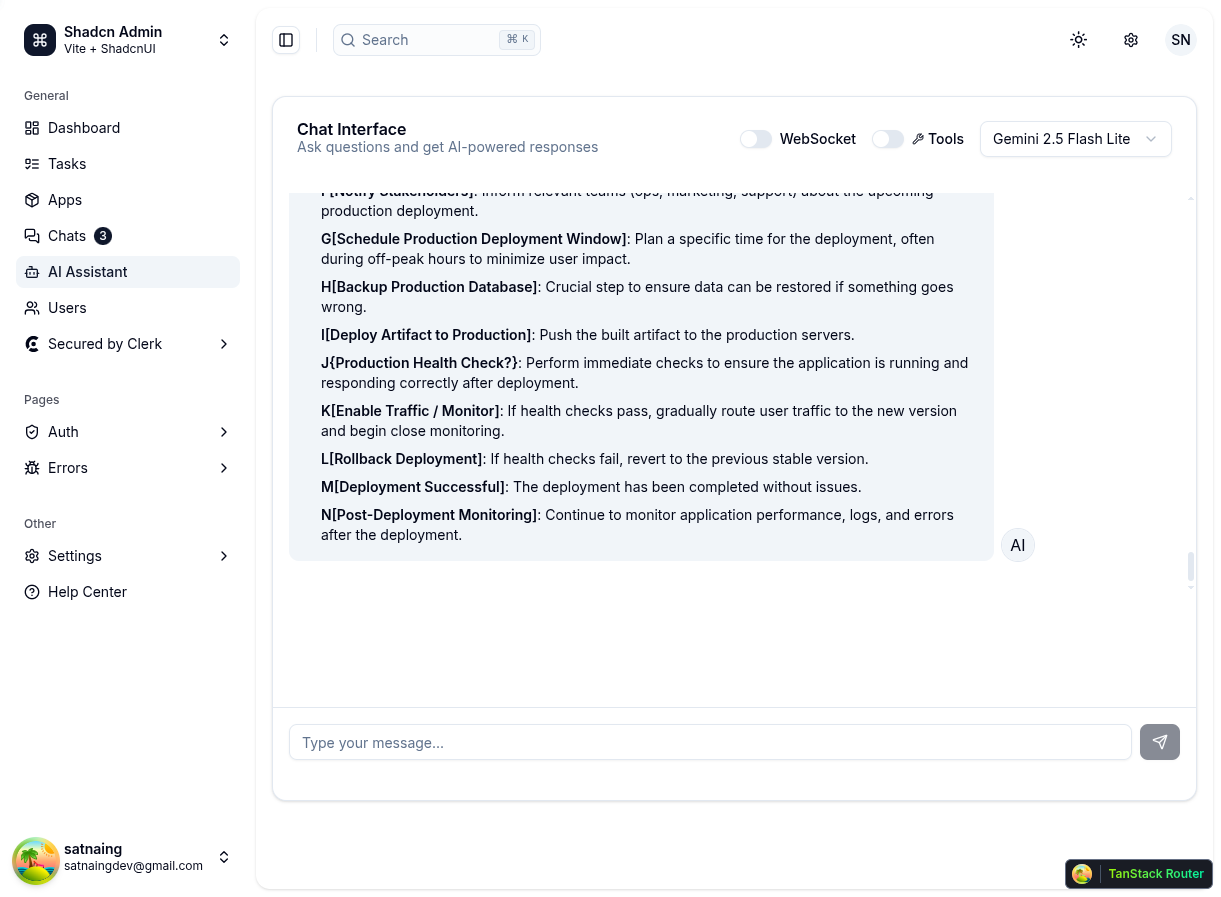 Shadcn Admin
Vite + ShadcnUI
General
Dashboard
Tasks
Apps
Chats 3
AI Assistant
Users
Secured by Clerk
Pages
Auth
Errors
Other
Settings
Help Center
satnaing
satnaingdev@gmail.com
Search ⌘ K
SN
Chat Interface
Ask questions and get AI-powered responses
WebSocket
Tools
Gemini 2.5 Flash Lite
F[Notify Stakeholders]: Inform relevant teams (ops, marketing, support) about the upcoming
production deployment.
G[Schedule Production Deployment Window]: Plan a specific time for the deployment, often
during off-peak hours to minimize user impact.
H[Backup Production Database]: Crucial step to ensure data can be restored if something goes
wrong.
I[Deploy Artifact to Production]: Push the built artifact to the production servers.
J{Production Health Check?}: Perform immediate checks to ensure the application is running and
responding correctly after deployment.
K[Enable Traffic / Monitor]: If health checks pass, gradually route user traffic to the new version
and begin close monitoring.
L[Rollback Deployment]: If health checks fail, revert to the previous stable version.
M[Deployment Successful]: The deployment has been completed without issues.
N[Post-Deployment Monitoring]: Continue to monitor application performance, logs, and errors
after the deployment.
AI
Type your message...
TanStack Router